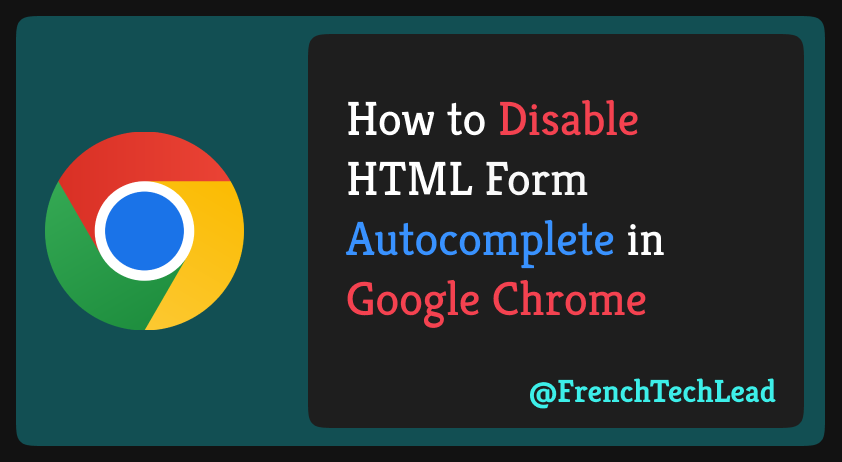 How to Disable
HTML Form
Autocomplete in
Google Chrome
@FrenchTechLead